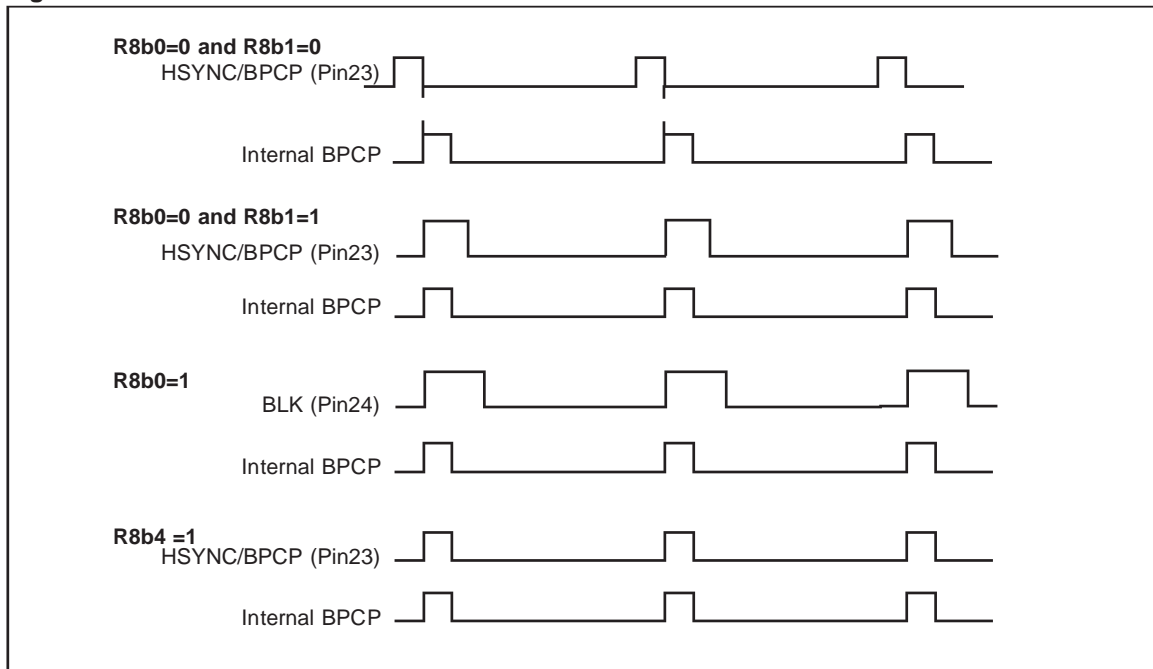 R8b0=0 and R8b1=0
HSYNC/BPCP (Pin23)
Internal BPCP
R8b0=0 and R8b1=1
HSYNC/BPCP (Pin23)
Internal BPCP
R8b0=1
BLK (Pin24)
Internal BPCP
R8b4 =1
HSYNC/BPCP (Pin23)
Internal BPCP